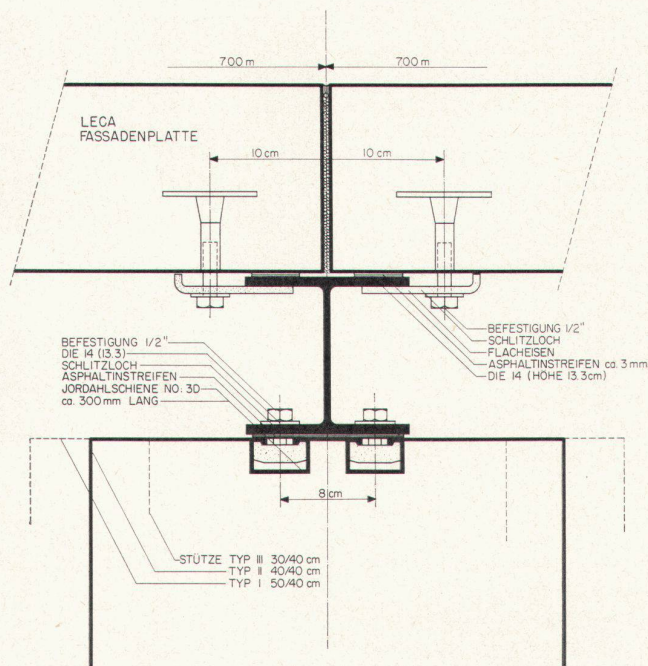 7.00 m 7.00 m
LECA
FASSADENPLATTE
10 cm 10 cm
BEFESTIGUNG 1/2"
DIE 14 (13.3)
SCHLITZLOCH
ASPHALTINSTREIFEN
JORDAHLSCHIENE NO: 3D
ca. 300 mm LANG
BEFESTIGUNG 1/2"
SCHLITZLOCH
FLACHEISEN
ASPHALTINSTREIFEN ca. 3 mm
DIE 14 (HÖHE 13.3cm)
8 cm
STÜTZE TYP III 30/40 cm
TYP II 40/40 cm
TYP I 50/40 cm